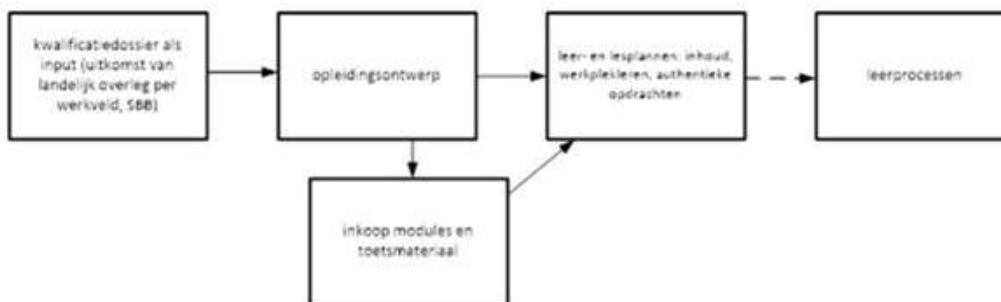 kwalificatiedossier als
input (uitkomst van
landelijk overleg per
werkveld, SBB)
opleidingsontwerp
leer- en lesplannen: inhoud,
werkplekleren, authentieke
opdrachten
leerprocessen
inkoop modules en
toetsmateriaal